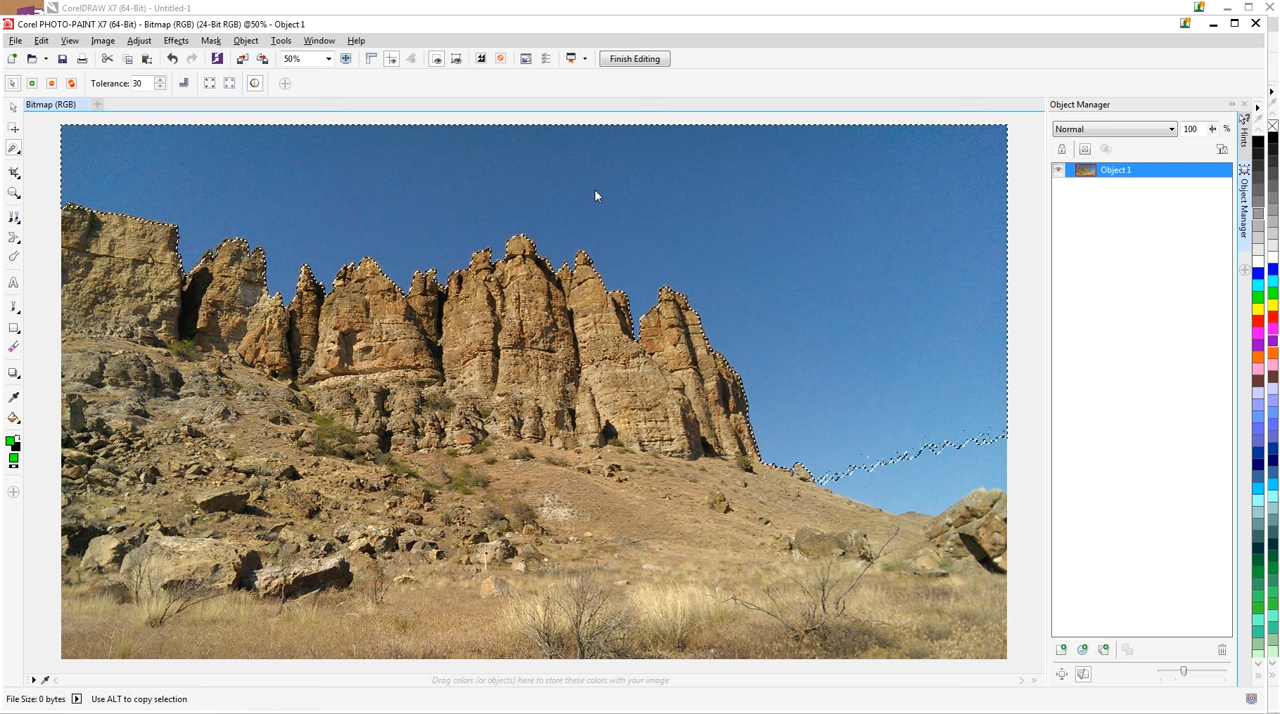 CorelDRAW X7 (64-Bit) - Untitled-1
Corel PHOTO-PAINT X7 (64-Bit) - Bitmap (RGB) (24-Bit RGB) @50% - Object 1
File Edit View Image Adjust Effects Mask Object Tools Window Help
50% Finish Editing
Tolerance: 30
Bitmap (RGB)
Object Manager
Normal 100 %
Hints
Object 1
Object Manager
Drag colors (or objects) here to store these colors with your image
File Size: 0 bytes Use ALT to copy selection